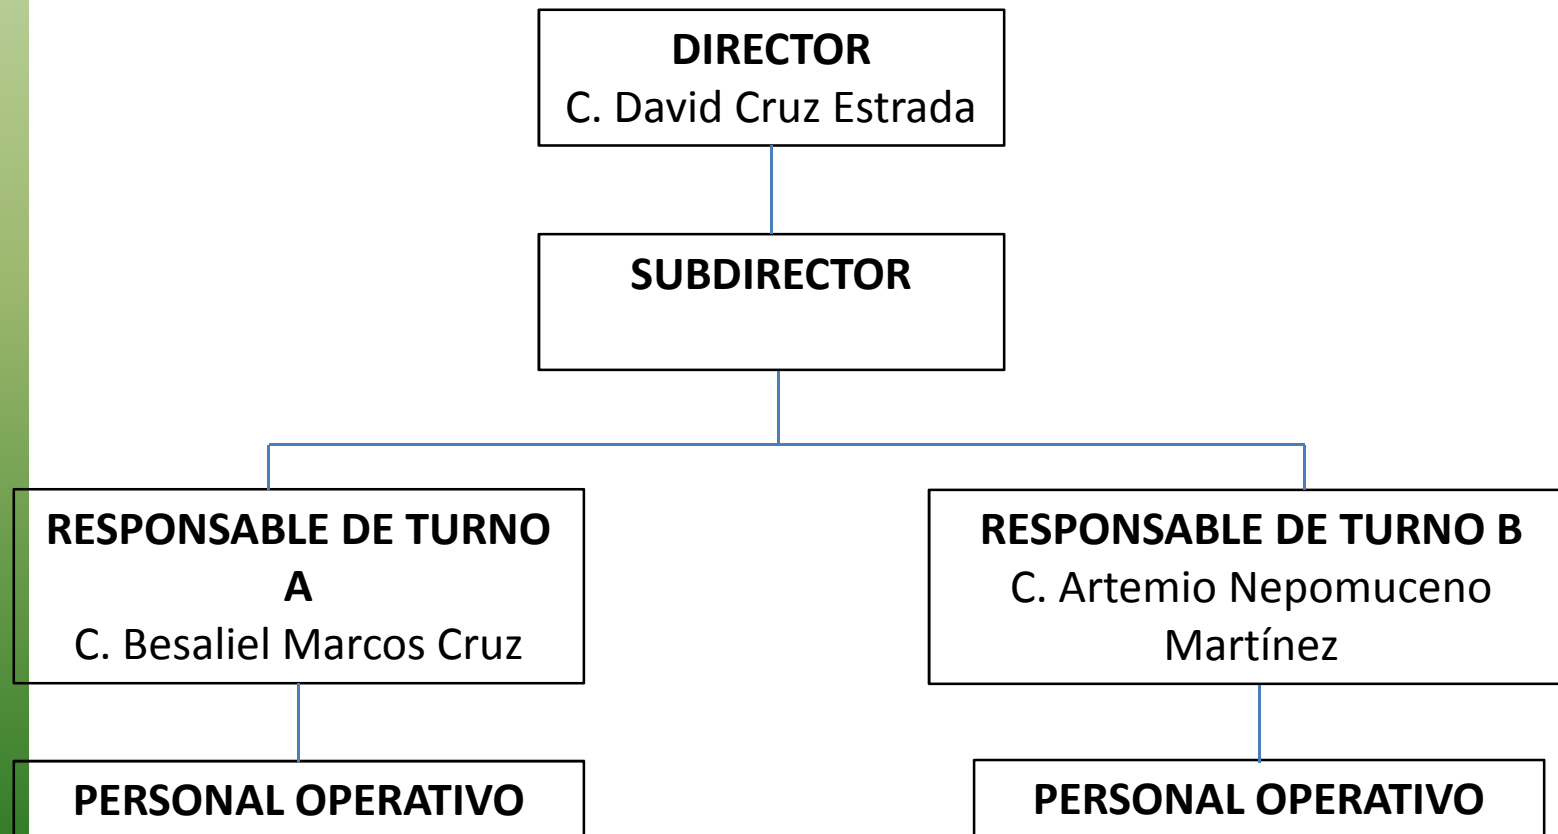 DIRECTOR
C. David Cruz Estrada
SUBDIRECTOR
RESPONSABLE DE TURNO
A
C. Besaliel Marcos Cruz
RESPONSABLE DE TURNO B
C. Artemio Nepomuceno
Martínez
PERSONAL OPERATIVO
PERSONAL OPERATIVO